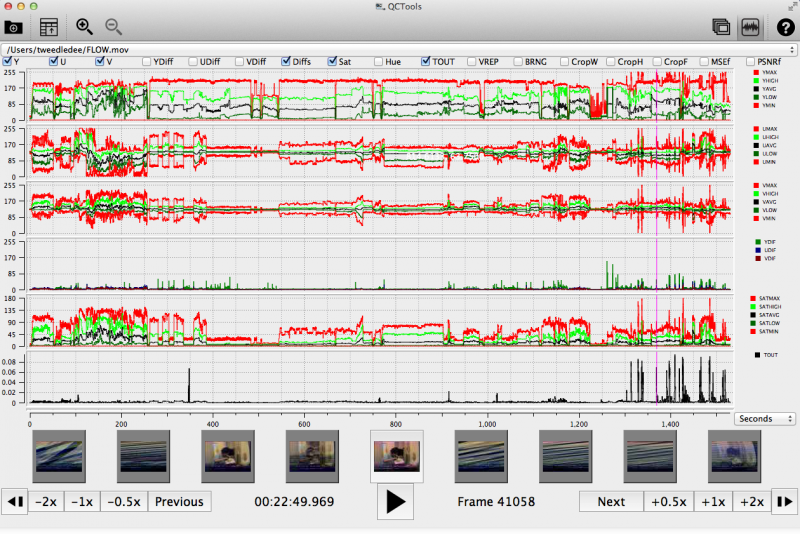 QCTools
/Users/tweedledee/FLOW.mov
Y U V YDiff UDiff VDiff Diffs Sat Hue TOUT VREP BRNG CropW CropH CropF MSEf PSNRf
255
170
85
0
YMAX
YHIGH
YAVG
YLOW
YMIN
255
170
85
0
UMAX
UHIGH
UAVG
ULOW
UMIN
255
170
85
0
VMAX
VHIGH
VAVG
VLOW
VMIN
255
170
85
0
YDIF
UDIF
VDIF
180
135
90
45
0
SATMAX
SATHIGH
SATAVG
SATLOW
SATMIN
0.08
0.06
0.04
0.02
0
TOUT
0 200 400 600 800 1,000 1,200 1,400
Seconds
-2x -1x -0.5x Previous 00:22:49.969 Frame 41058 Next +0.5x +1x +2x